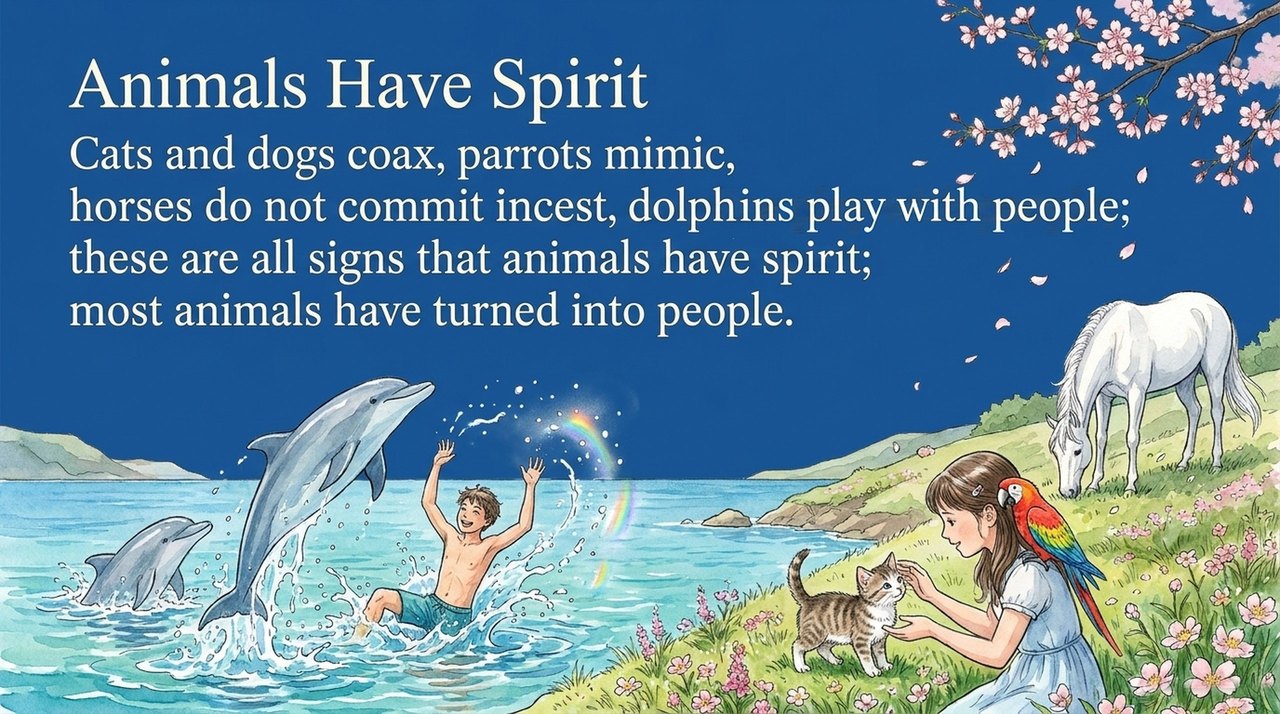 Animals Have Spirit
Cats and dogs coax, parrots mimic,
horses do not commit incest, dolphins play with people;
these are all signs that animals have spirit;
most animals have turned into people.